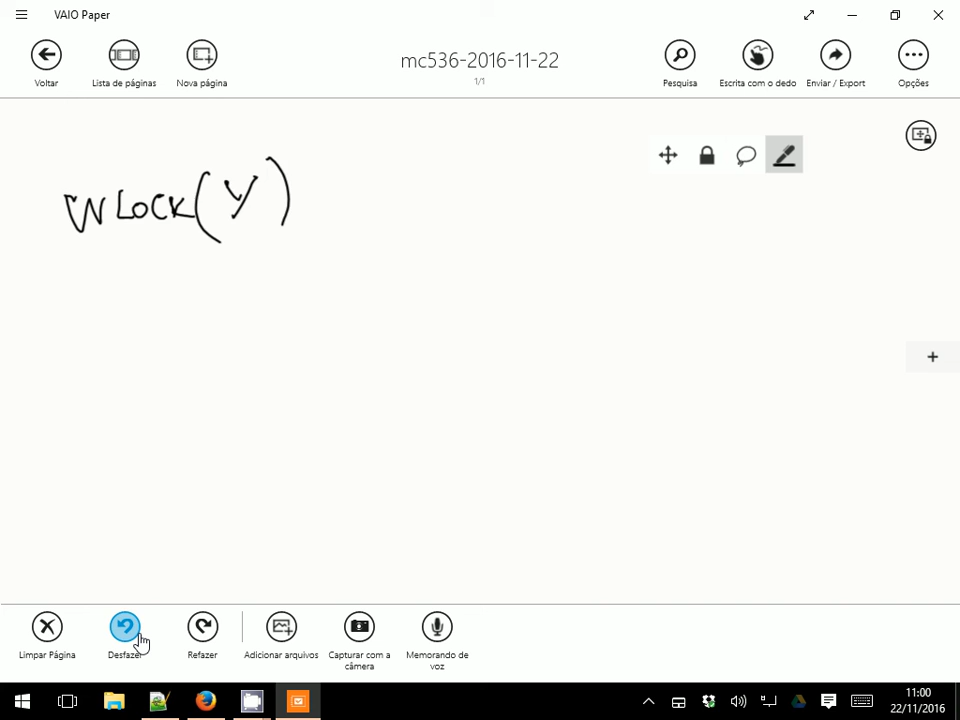 VAIO Paper
Voltar
Lista de páginas
Nova página
mc536-2016-11-22
1/1
Pesquisa
Escrita com o dedo
Enviar / Export
Opções
WLOCK(Y)
Limpar Página
Desfazer
Refazer
Adicionar arquivos
Capturar com a
câmera
Memorando de
voz
11:00
22/11/2016